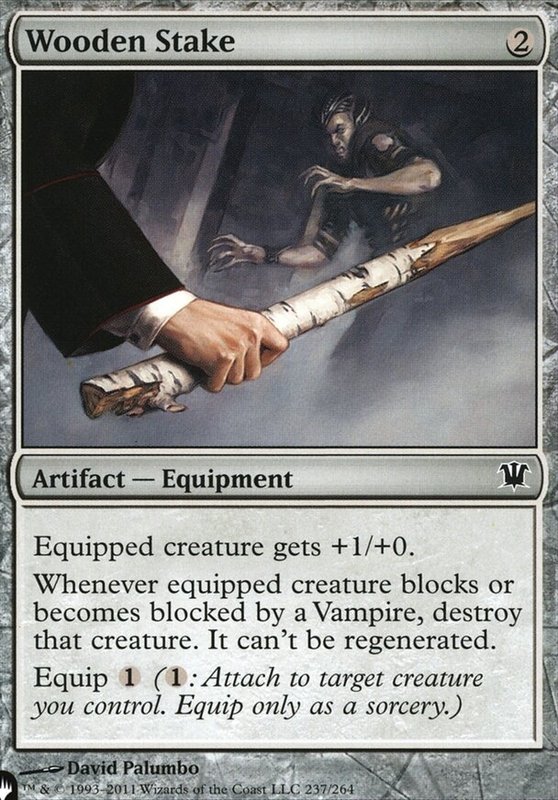 Wooden Stake 2
Artifact — Equipment
Equipped creature gets +1/+0.
Whenever equipped creature blocks or
becomes blocked by a Vampire, destroy
that creature. It can't be regenerated.
Equip 1 (1: Attach to target creature
you control. Equip only as a sorcery.)
David Palumbo
™ & © 1993-2011 Wizards of the Coast LLC 237/264